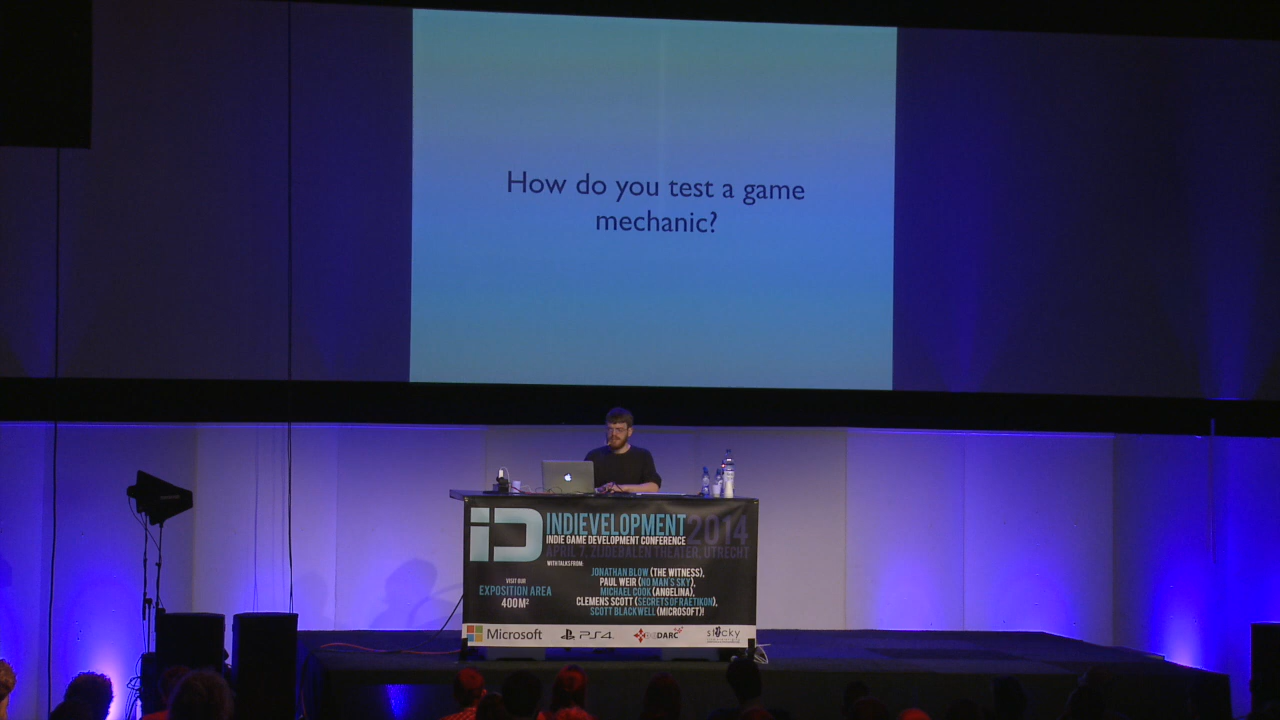 How do you test a game
mechanic?
iD
INDIEVELOPMENT 2014
INDIE GAME DEVELOPMENT CONFERENCE
APRIL 7. ZIJDEBALEN THEATER, UTRECHT
WITH TALKS FROM:
JONATHAN BLOW (THE WITNESS),
PAUL WEIR (NO MAN'S SKY),
MICHAEL COOK (ANGELINA),
CLEMENS SCOTT (SECRETS OF RAETIKON),
SCOTT BLACKWELL (MICROSOFT)!
VISIT OUR
EXPOSITION AREA
400M²
Microsoft
PS4